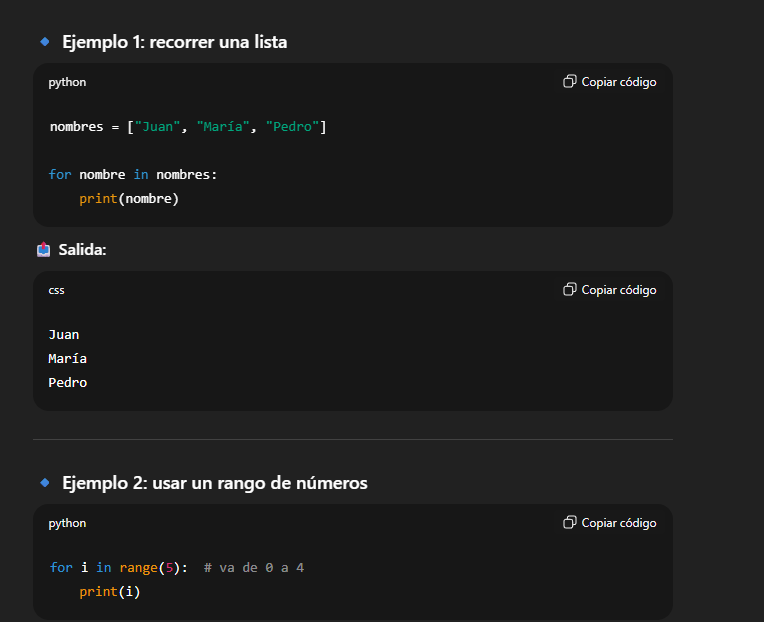 Ejemplo 1: recorrer una lista
python
Copiar código
nombres = ["Juan", "María", "Pedro"]
for nombre in nombres:
    print(nombre)
Salida:
css
Copiar código
Juan
María
Pedro
Ejemplo 2: usar un rango de números
python
Copiar código
for i in range(5):  # va de 0 a 4
    print(i)